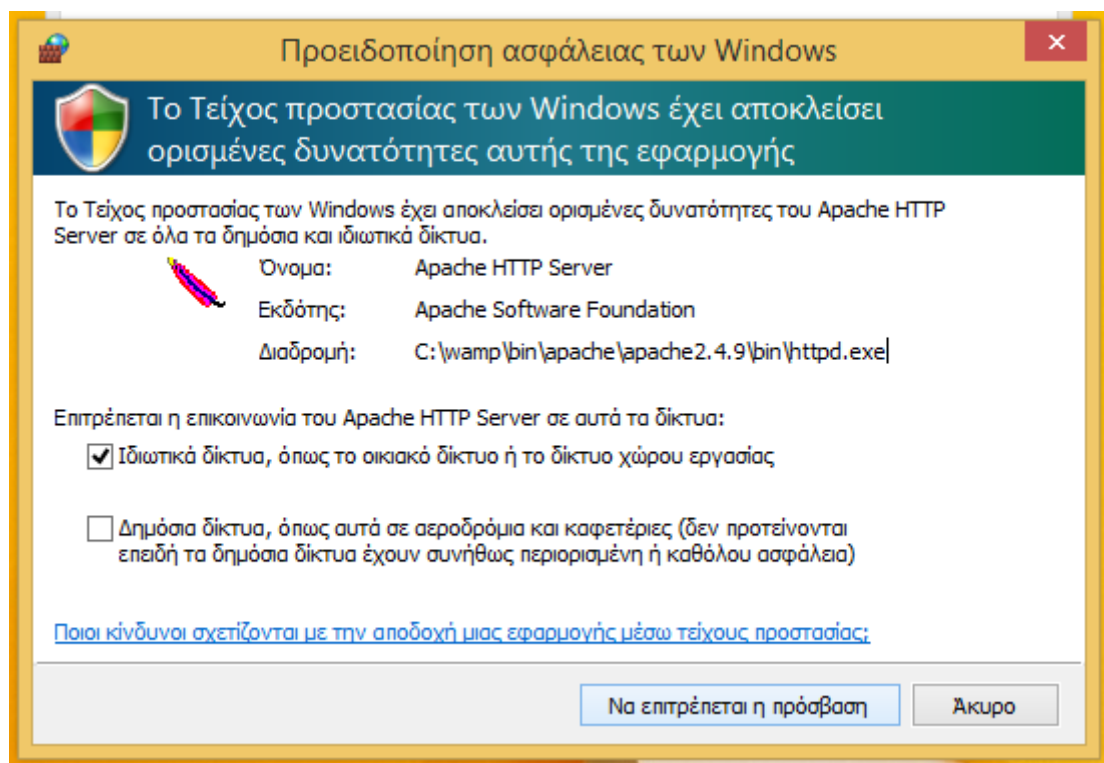 Προειδοποίηση ασφάλειας των Windows
Το Τείχος προστασίας των Windows έχει αποκλείσει
ορισμένες δυνατότητες αυτής της εφαρμογής
Το Τείχος προστασίας των Windows έχει αποκλείσει ορισμένες δυνατότητες του Apache HTTP
Server σε όλα τα δημόσια και ιδιωτικά δίκτυα.
Όνομα: Apache HTTP Server
Εκδότης: Apache Software Foundation
Διαδρομή: C:\wamp\bin\apache\apache2.4.9\bin\httpd.exe
Επιτρέπεται η επικοινωνία του Apache HTTP Server σε αυτά τα δίκτυα:
Ιδιωτικά δίκτυα, όπως το οικιακό δίκτυο ή το δίκτυο χώρου εργασίας
Δημόσια δίκτυα, όπως αυτά σε αεροδρόμια και καφετέριες (δεν προτείνονται
επειδή τα δημόσια δίκτυα έχουν συνήθως περιορισμένη ή καθόλου ασφάλεια)
Ποιοι κίνδυνοι σχετίζονται με την αποδοχή μιας εφαρμογής μέσω τείχους προστασίας;
Να επιτρέπεται η πρόσβαση Άκυρο